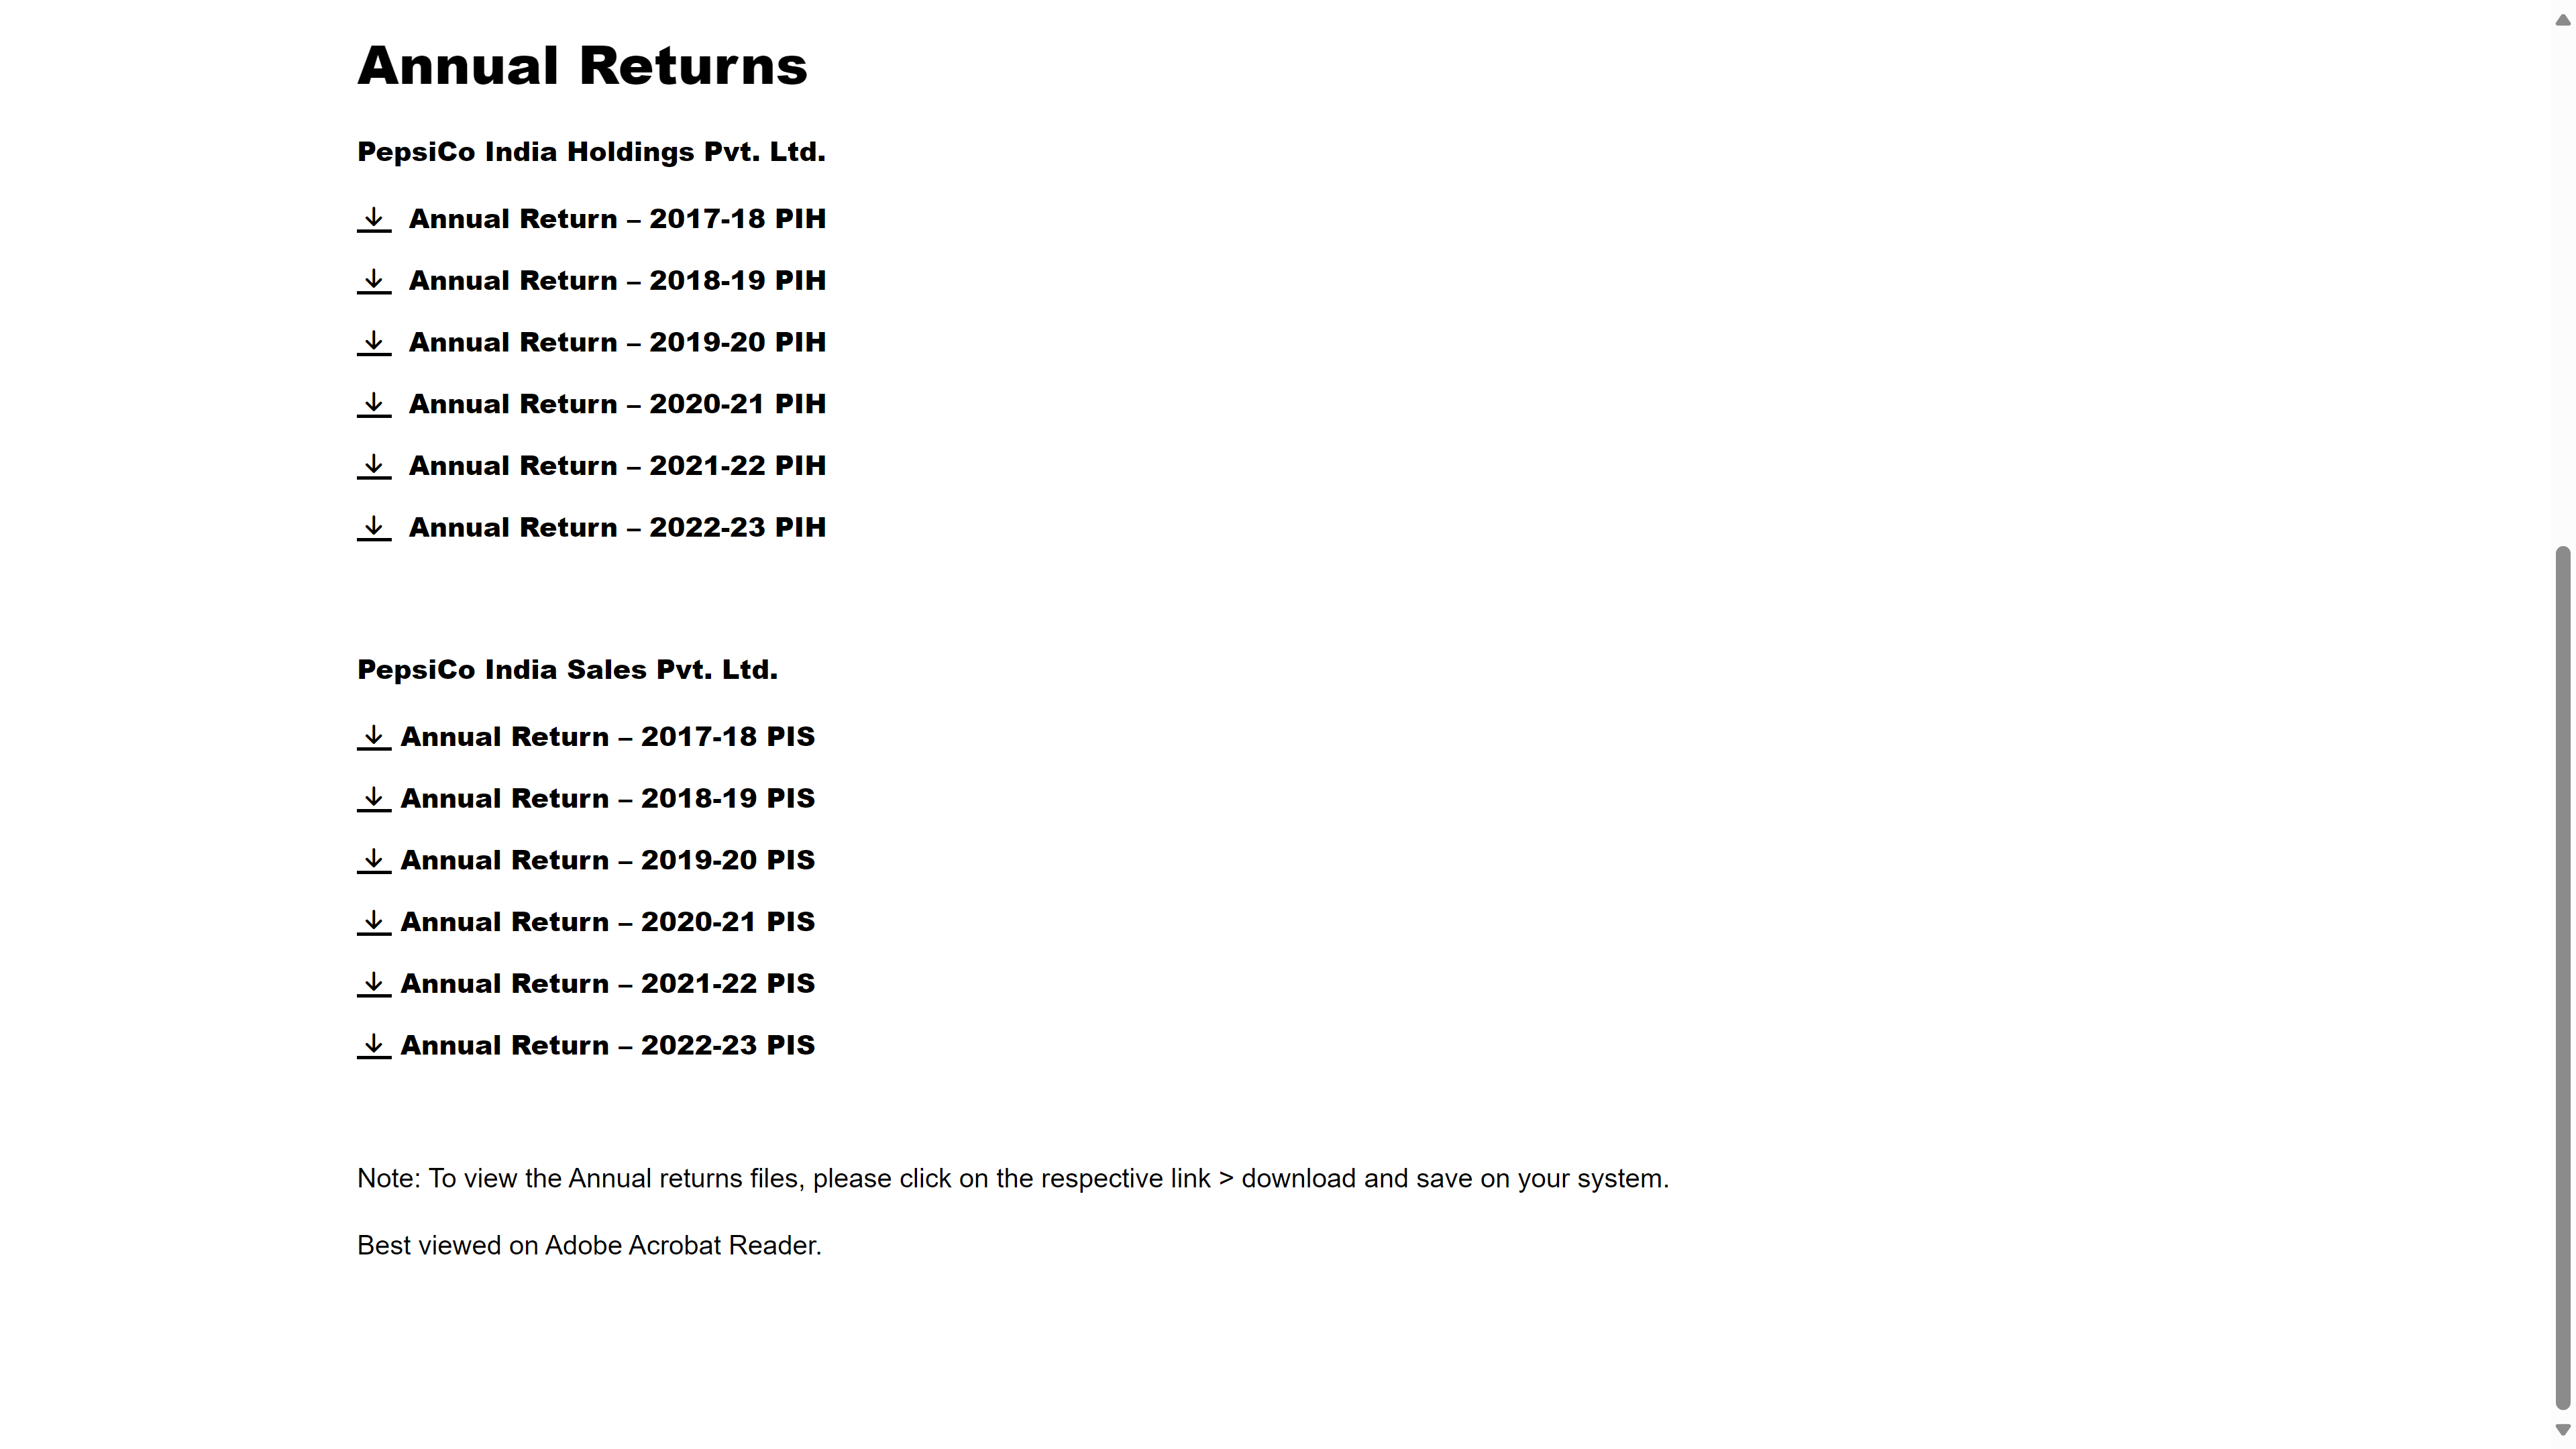 Annual Returns
PepsiCo India Holdings Pvt. Ltd.
Annual Return – 2017-18 PIH
Annual Return – 2018-19 PIH
Annual Return – 2019-20 PIH
Annual Return – 2020-21 PIH
Annual Return – 2021-22 PIH
Annual Return – 2022-23 PIH
PepsiCo India Sales Pvt. Ltd.
Annual Return – 2017-18 PIS
Annual Return – 2018-19 PIS
Annual Return – 2019-20 PIS
Annual Return – 2020-21 PIS
Annual Return – 2021-22 PIS
Annual Return – 2022-23 PIS
Note: To view the Annual returns files, please click on the respective link > download and save on your system.
Best viewed on Adobe Acrobat Reader.